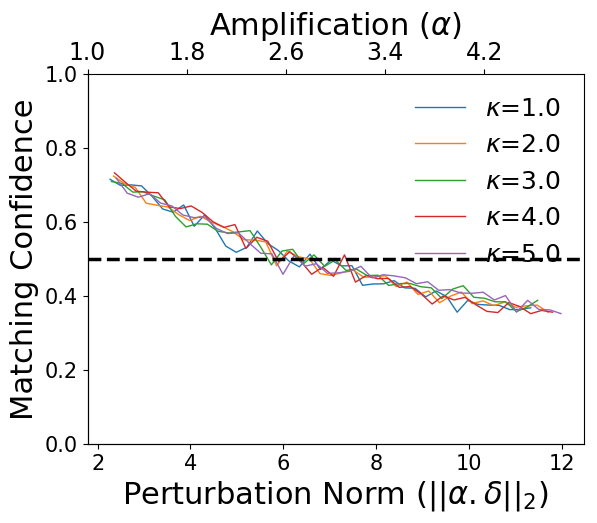 Amplification (α)
1.0 1.8 2.6 3.4 4.2
Matching Confidence
1.0
0.8
0.6
0.4
0.2
0.0
κ=1.0
κ=2.0
κ=3.0
κ=4.0
κ=5.0
2 4 6 8 10 12
Perturbation Norm (||α.δ||₂)